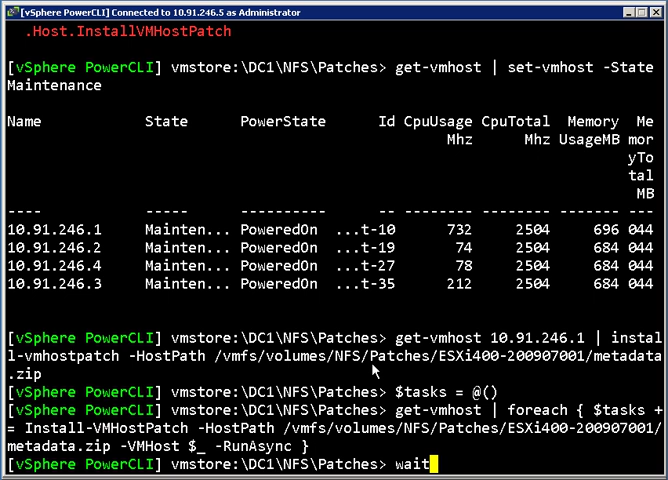 [vSphere PowerCLI] Connected to 10.91.246.5 as Administrator
.Host.InstallVMHostPatch
[vSphere PowerCLI] vmstore:\DC1\NFS\Patches> get-vmhost | set-vmhost -State
Maintenance
Name State PowerState Id CpuUsage CpuTotal Memory Me
Mhz Mhz UsageMB mor
yTo
tal
MB
---- ----- ---------- -- -------- -------- ------- ---
10.91.246.1 Mainten... PoweredOn ...t-10 732 2504 696 044
10.91.246.2 Mainten... PoweredOn ...t-19 74 2504 684 044
10.91.246.4 Mainten... PoweredOn ...t-27 78 2504 684 044
10.91.246.3 Mainten... PoweredOn ...t-35 212 2504 684 044
[vSphere PowerCLI] vmstore:\DC1\NFS\Patches> get-vmhost 10.91.246.1 | instal
l-vmhostpatch -HostPath /vmfs/volumes/NFS/Patches/ESXi400-200907001/metadata
.zip
[vSphere PowerCLI] vmstore:\DC1\NFS\Patches> $tasks = @()
[vSphere PowerCLI] vmstore:\DC1\NFS\Patches> get-vmhost | foreach { $tasks +
= Install-VMHostPatch -HostPath /vmfs/volumes/NFS/Patches/ESXi400-200907001/
metadata.zip -VMHost $_ -RunAsync }
[vSphere PowerCLI] vmstore:\DC1\NFS\Patches> wait